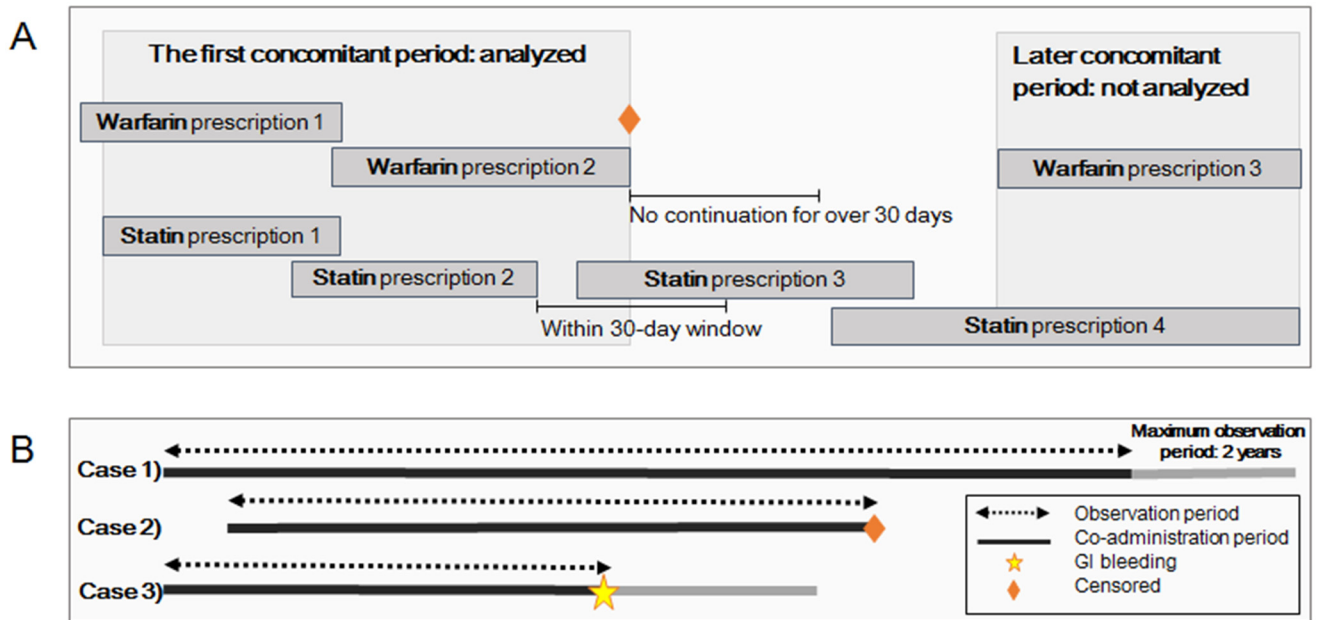 A
The first concomitant period: analyzed
Later concomitant
period: not analyzed
Warfarin prescription 1
Warfarin prescription 2
Warfarin prescription 3
No continuation for over 30 days
Statin prescription 1
Statin prescription 2
Statin prescription 3
Within 30-day window
Statin prescription 4
B
Maximum observation
period: 2 years
Case 1)
Case 2)
Case 3)
Observation period
Co-administration period
GI bleeding
Censored